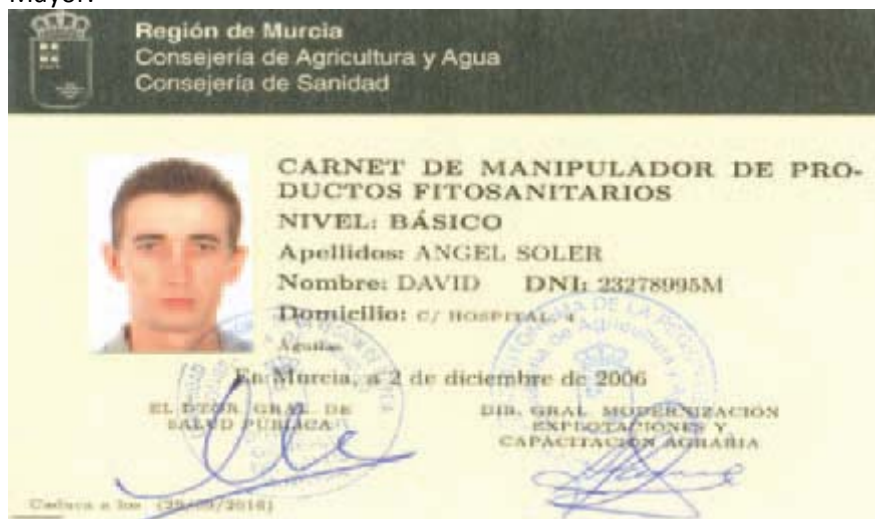 Región de Murcia
Consejería de Agricultura y Agua
Consejería de Sanidad
CARNET DE MANIPULADOR DE PRO-
DUCTOS FITOSANITARIOS
NIVEL: BÁSICO
Apellidos: ANGEL SOLER
Nombre: DAVID DNI: 23278995M
Domicilio: C/ HOSPITAL 4
Aguilas
En Murcia, a 2 de diciembre de 2006
EL DTOR. GRAL. DE
SALUD PÚBLICA
DIR. GRAL. MODERNIZACIÓN
EXPLOTACIONES Y
CAPACITACIÓN AGRARIA
Caduca a los